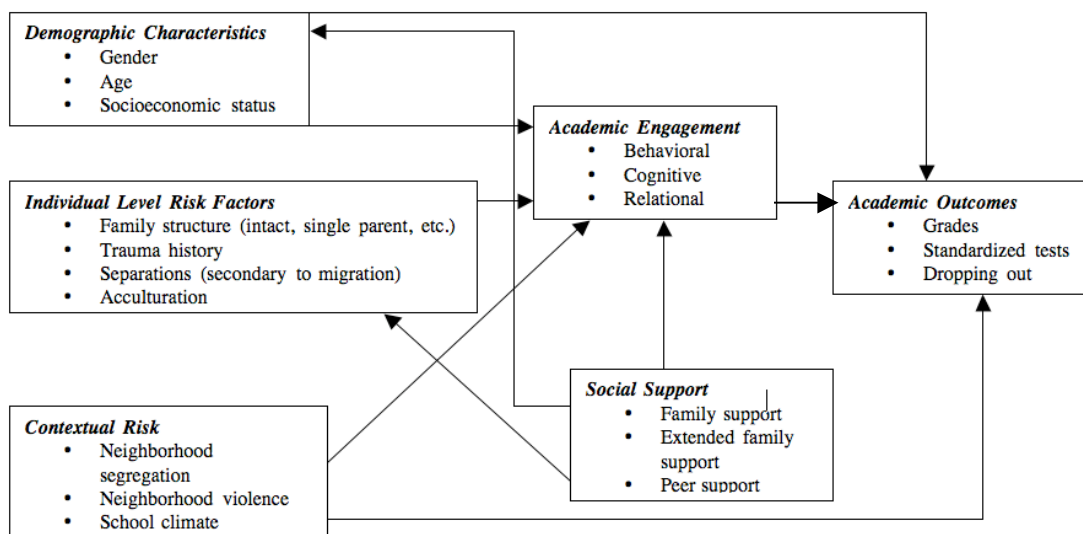 Demographic Characteristics
• Gender
• Age
• Socioeconomic status
Academic Engagement
• Behavioral
• Cognitive
• Relational
Individual Level Risk Factors
• Family structure (intact, single parent, etc.)
• Trauma history
• Separations (secondary to migration)
• Acculturation
Academic Outcomes
• Grades
• Standardized tests
• Dropping out
Social Support
• Family support
• Extended family
support
• Peer support
Contextual Risk
• Neighborhood
segregation
• Neighborhood violence
• School climate